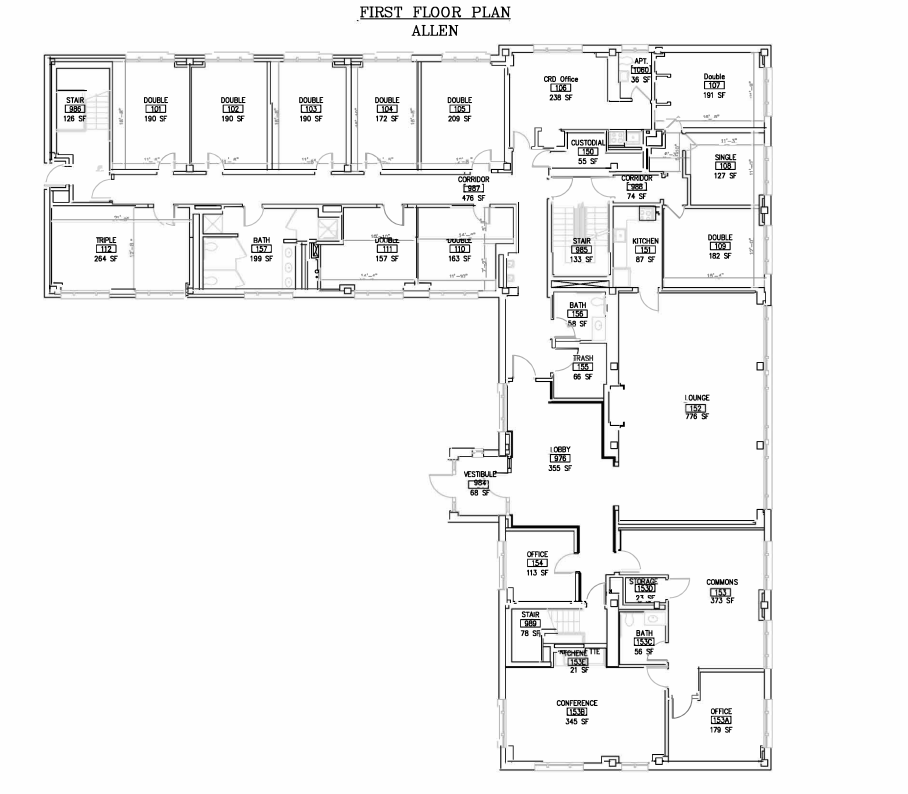 FIRST FLOOR PLAN
ALLEN
STAIR
986
126 SF
DOUBLE
101
190 SF
DOUBLE
102
190 SF
DOUBLE
103
190 SF
DOUBLE
104
172 SF
DOUBLE
105
209 SF
CRD Office
106
238 SF
APT.
106D
36 SF
Double
107
191 SF
CUSTODIAL
150
55 SF
SINGLE
108
127 SF
CORRIDOR
987
476 SF
CORRIDOR
988
74 SF
TRIPLE
112
264 SF
BATH
157
199 SF
DOUBLE
111
157 SF
DOUBLE
110
163 SF
STAIR
985
133 SF
KITCHEN
151
87 SF
DOUBLE
109
182 SF
BATH
156
58 SF
TRASH
155
66 SF
LOUNGE
152
776 SF
LOBBY
976
355 SF
VESTIBULE
984
68 SF
OFFICE
154
113 SF
STORAGE
153D
23 SF
COMMONS
153
373 SF
STAIR
989
78 SF
BATH
153C
56 SF
KITCHENETTE
153E
21 SF
CONFERENCE
153B
345 SF
OFFICE
153A
179 SF